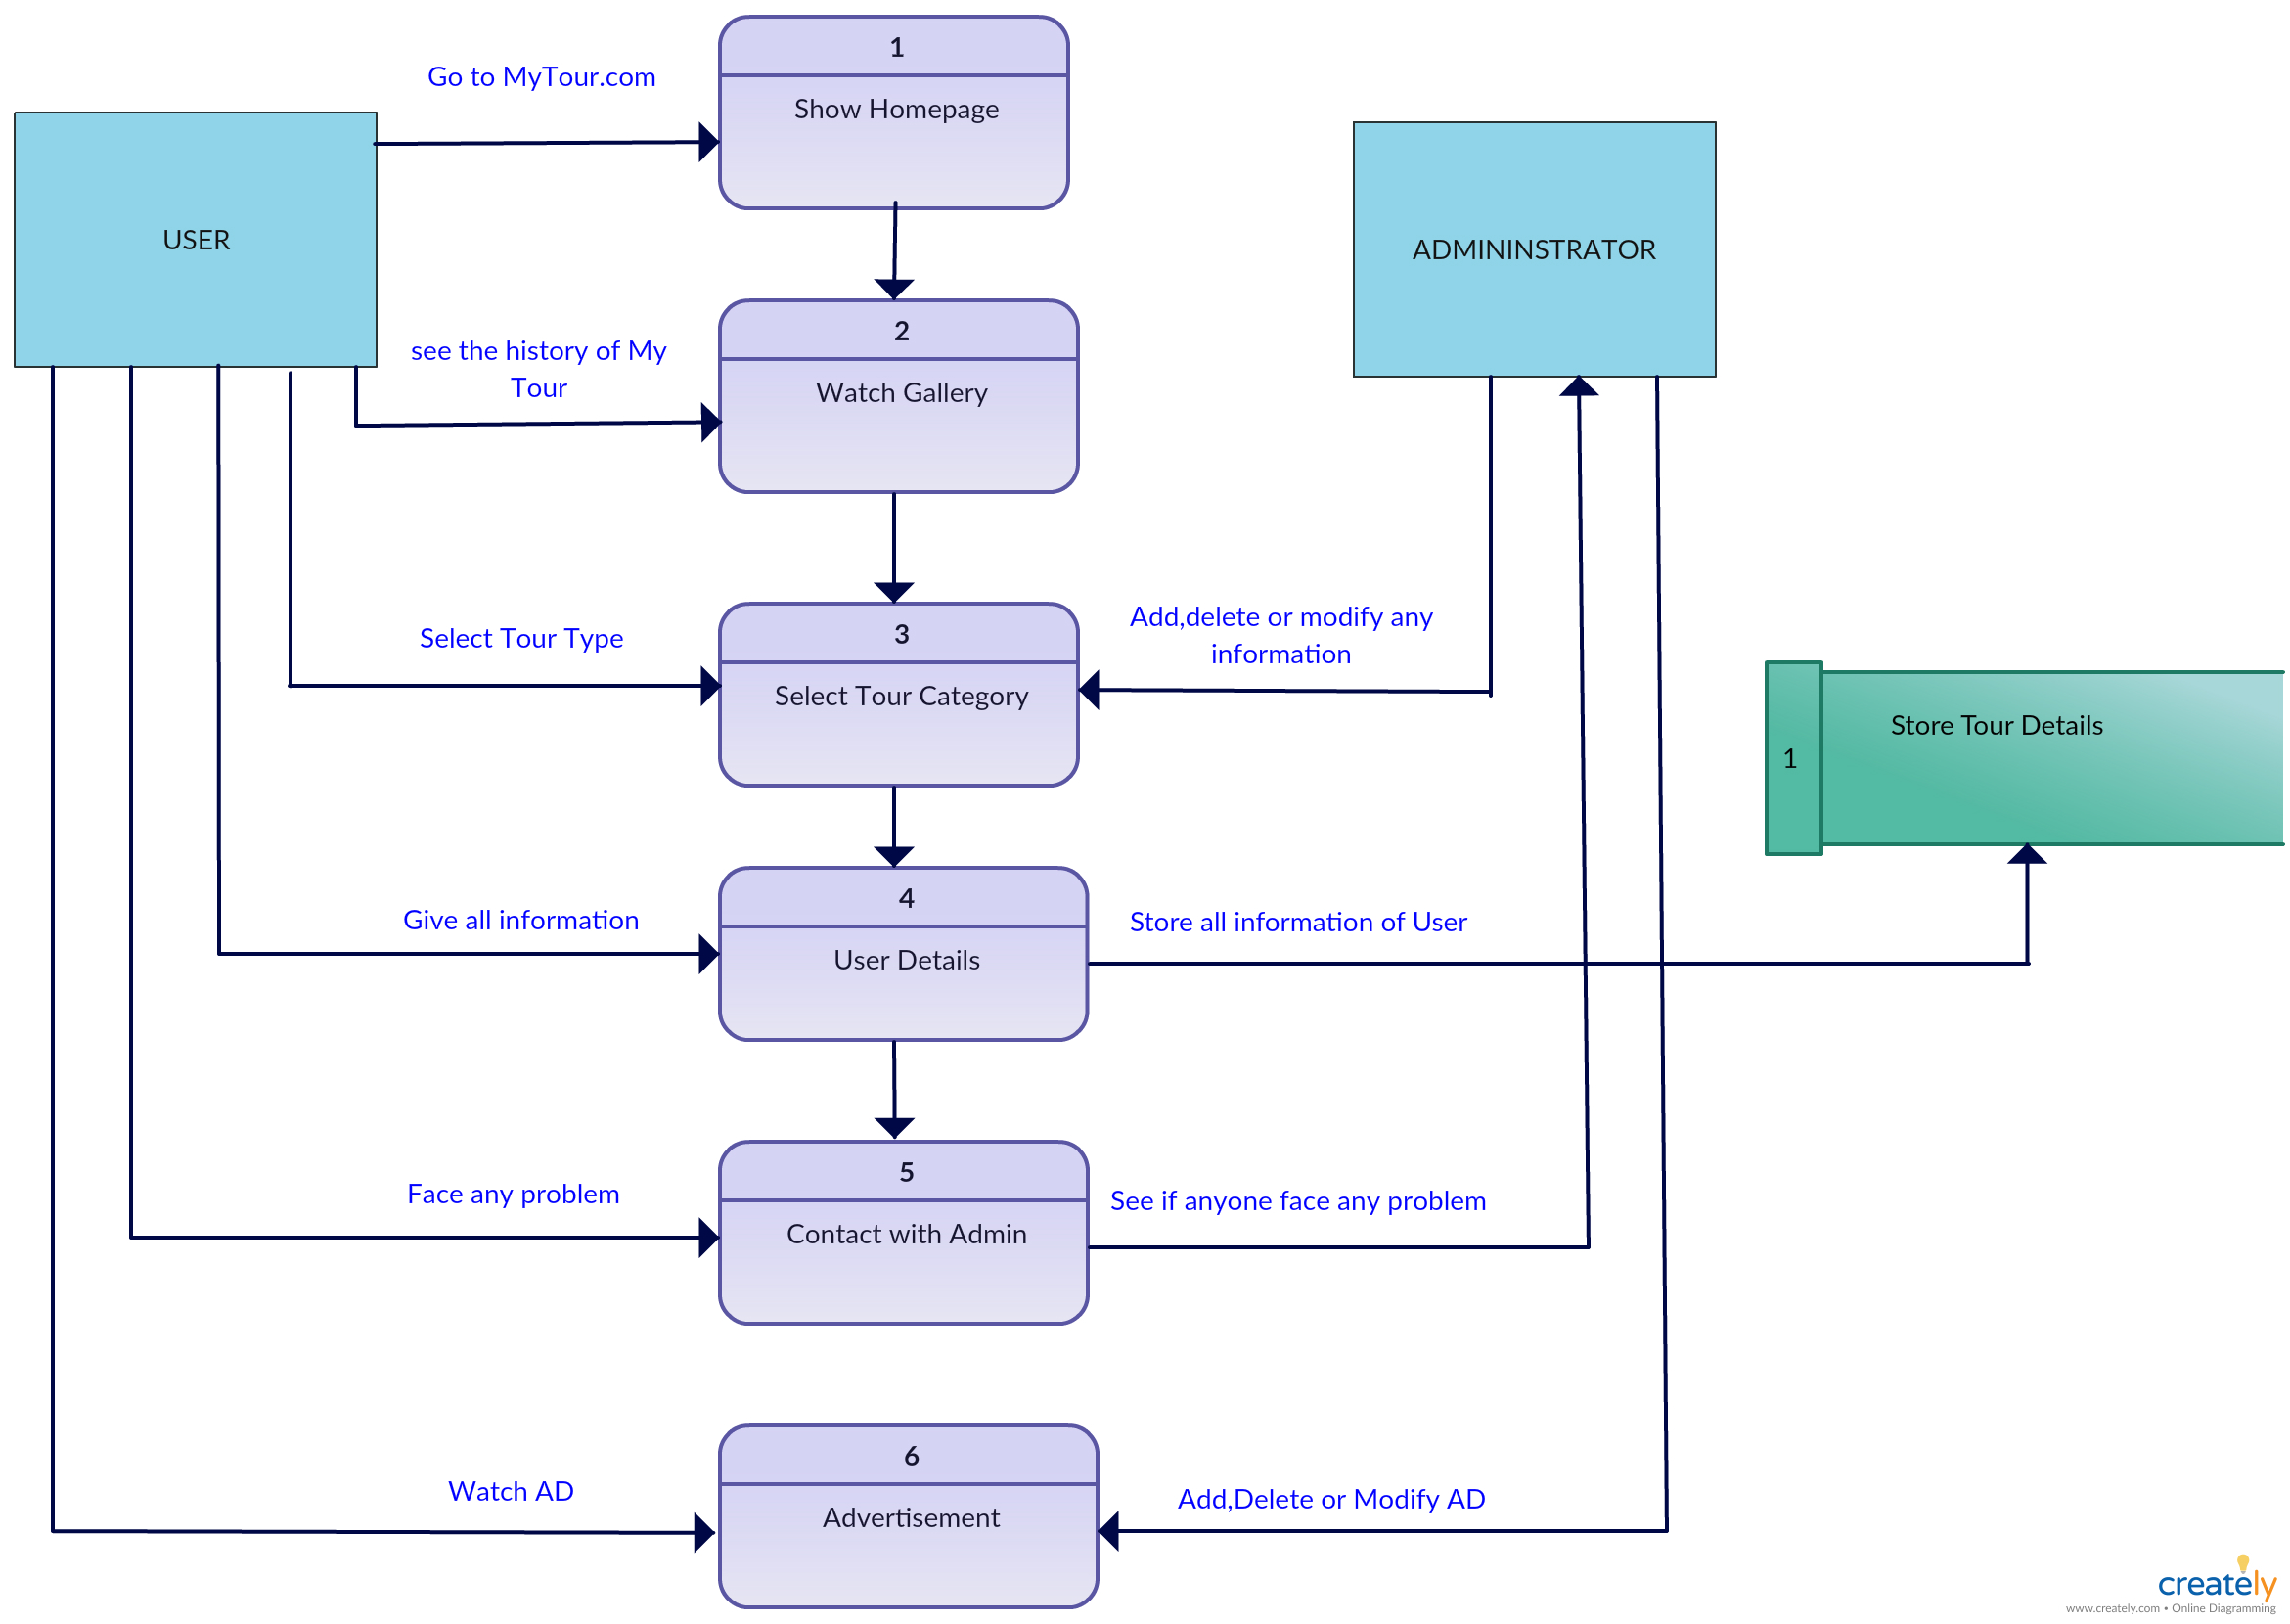 1
Go to MyTour.com
Show Homepage
USER
ADMININSTRATOR
2
see the history of My
Tour
Watch Gallery
Add,delete or modify any
information
3
Select Tour Type
Select Tour Category
Store Tour Details
1
4
Give all information
Store all information of User
User Details
5
Face any problem
See if anyone face any problem
Contact with Admin
6
Watch AD
Add,Delete or Modify AD
Advertisement
creately
www.creately.com • Online Diagramming